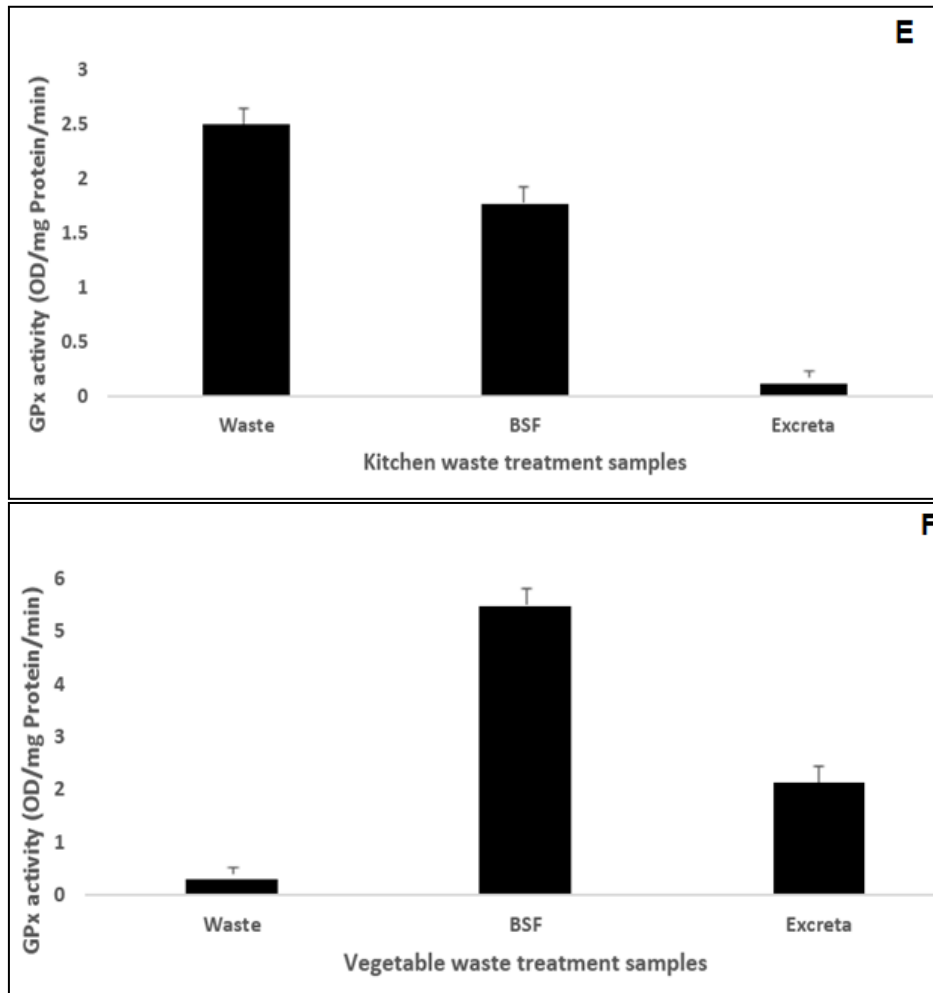 E
GPx activity (OD/mg Protein/min)
3
2.5
2
1.5
1
0.5
0
Waste BSF Excreta
Kitchen waste treatment samples
F
GPx activity (OD/mg Protein/min)
6
5
4
3
2
1
0
Waste BSF Excreta
Vegetable waste treatment samples